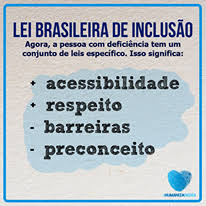 LEI BRASILEIRA DE INCLUSÃO
Agora, a pessoa com deficiência tem um
conjunto de leis específico. Isso significa:
+ acessibilidade
+ respeito
- barreiras
- preconceito